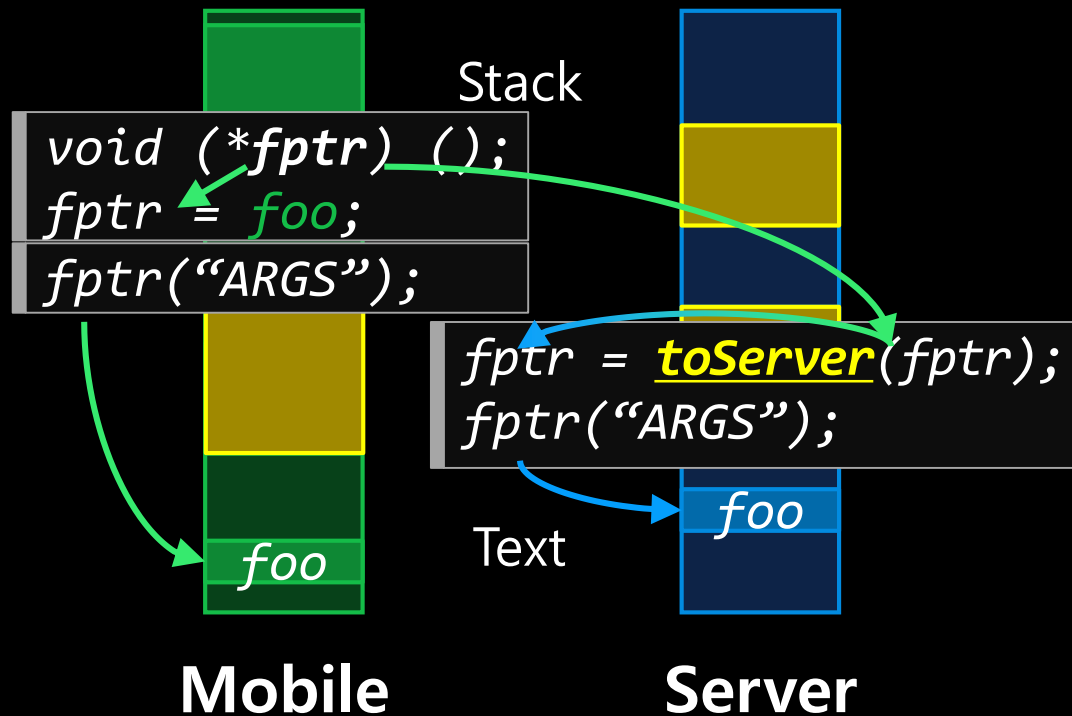 Stack
void (*fptr) ();
fptr = foo;
fptr(“ARGS”);
fptr = toServer(fptr);
fptr(“ARGS”);
foo
Text
foo
Mobile
Server